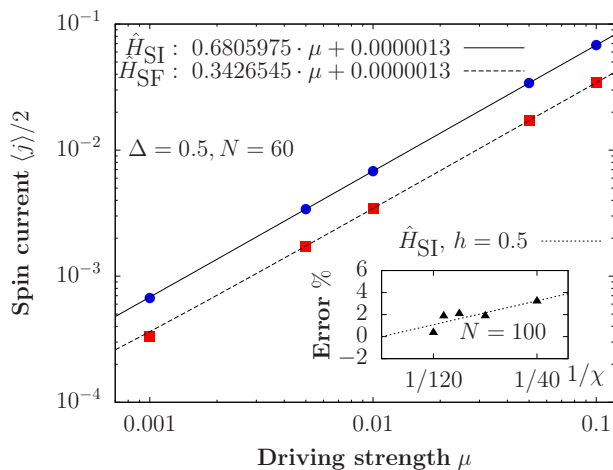 10⁻¹
Ĥ_SI : 0.6805975 · μ + 0.0000013
Ĥ_SF : 0.3426545 · μ + 0.0000013
10⁻²
Δ = 0.5, N = 60
Spin current ⟨j⟩/2
10⁻³
Ĥ_SI, h = 0.5
Error %
6
4
2
0
−2
N = 100
1/120
1/40
1/χ
10⁻⁴
0.001
0.01
0.1
Driving strength μ